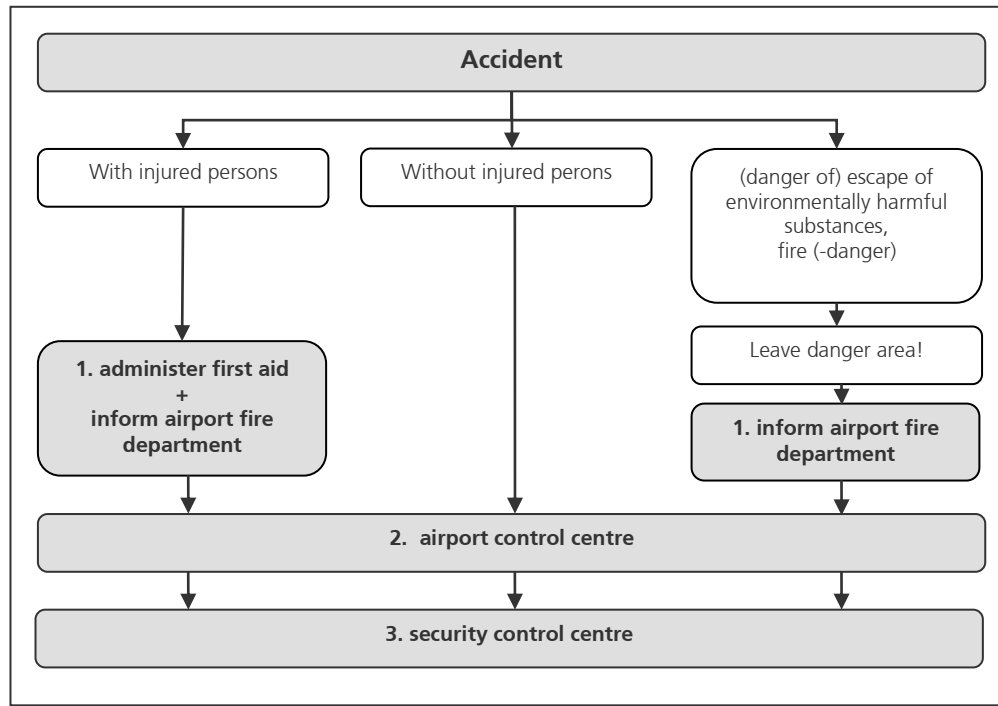 Accident
With injured persons
Without injured perons
(danger of) escape of
environmentally harmful
substances,
fire (-danger)
Leave danger area!
1. administer first aid
+
inform airport fire
department
1. inform airport fire
department
2. airport control centre
3. security control centre